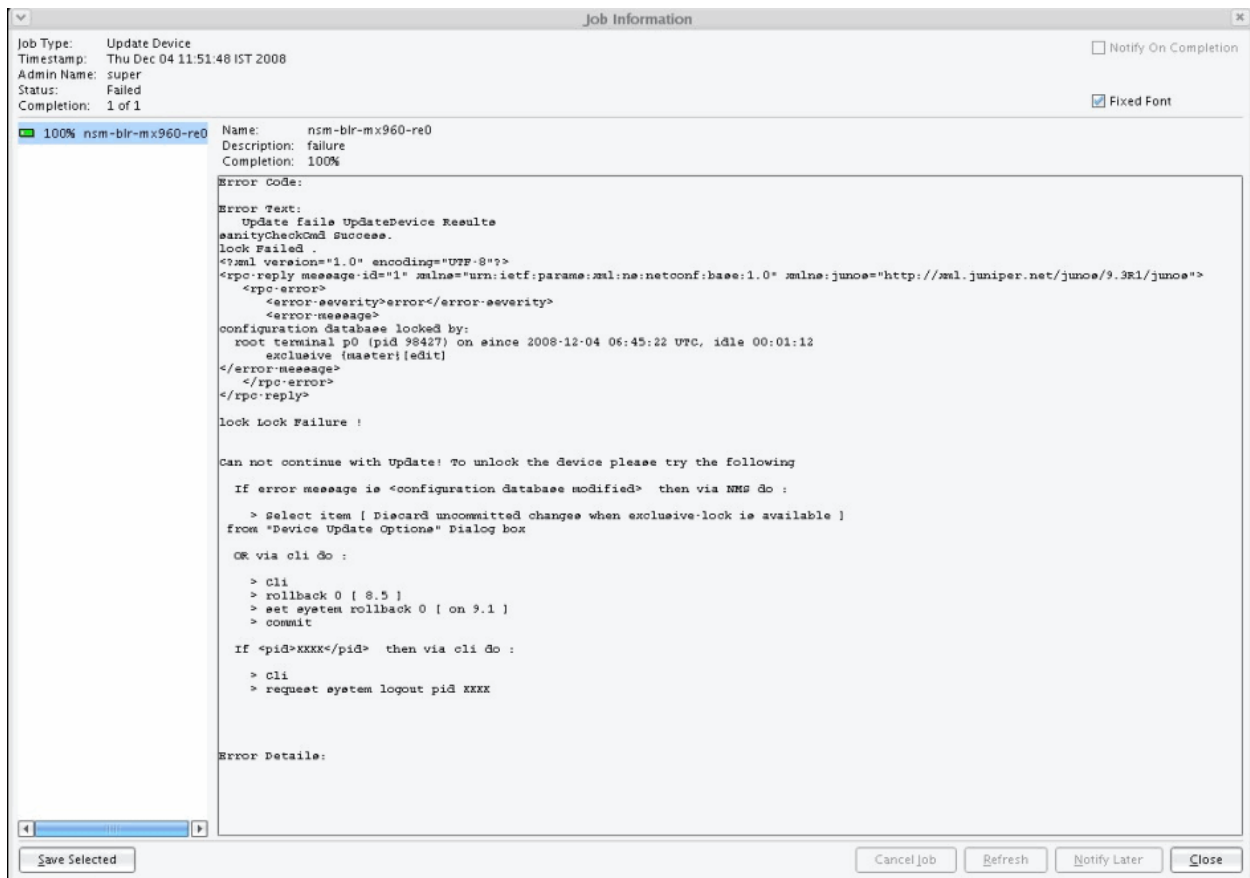 Job Information
Job Type: Update Device
Timestamp: Thu Dec 04 11:51:48 IST 2008
Admin Name: super
Status: Failed
Completion: 1 of 1
Notify On Completion
Fixed Font
100% nsm-blr-mx960-re0
Name: nsm-blr-mx960-re0
Description: failure
Completion: 100%
Error Code:
Error Text:
Update fails UpdateDevice Results
sanityCheckCmd Success.
lock Failed .
<?xml version="1.0" encoding="UTF-8"?>
<rpc-reply message-id="1" xmlns="urn:ietf:params:xml:ns:netconf:base:1.0" xmlns:junos="http://xml.juniper.net/junos/9.3R1/junos">
<rpc-error>
<error-severity>error</error-severity>
<error-message>
configuration database locked by:
root terminal p0 (pid 98427) on since 2008-12-04 06:45:22 UTC, idle 00:01:12
exclusive {master}[edit]
</error-message>
</rpc-error>
</rpc-reply>
lock Lock Failure !
Can not continue with Update! To unlock the device please try the following
If error message is <configuration database modified> then via NMS do :
> Select item [ Discard uncommitted changes when exclusive-lock is available ]
from "Device Update Options" Dialog box
OR via cli do :
> Cli
> rollback 0 [ 8.5 ]
> set system rollback 0 [ on 9.1 ]
> commit
If <pid>XXXX</pid> then via cli do :
> Cli
> request system logout pid XXXX
Error Details:
Save Selected
Cancel Job
Refresh
Notify Later
Close